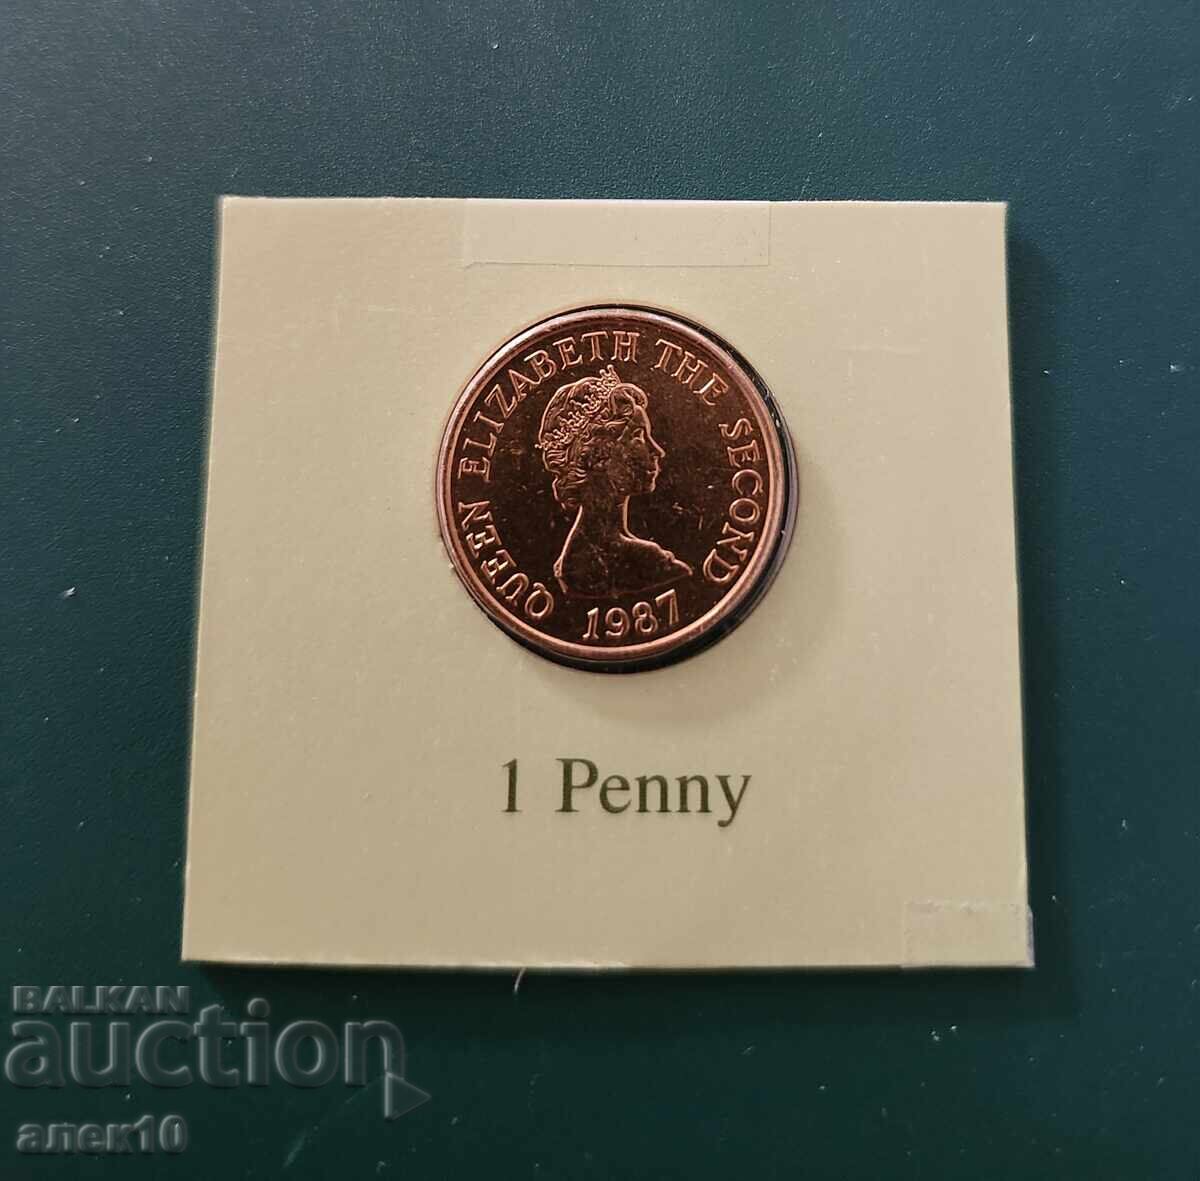 QUEEN ELIZABETH THE SECOND
1987
1 Penny
BALKAN
auction
алек10